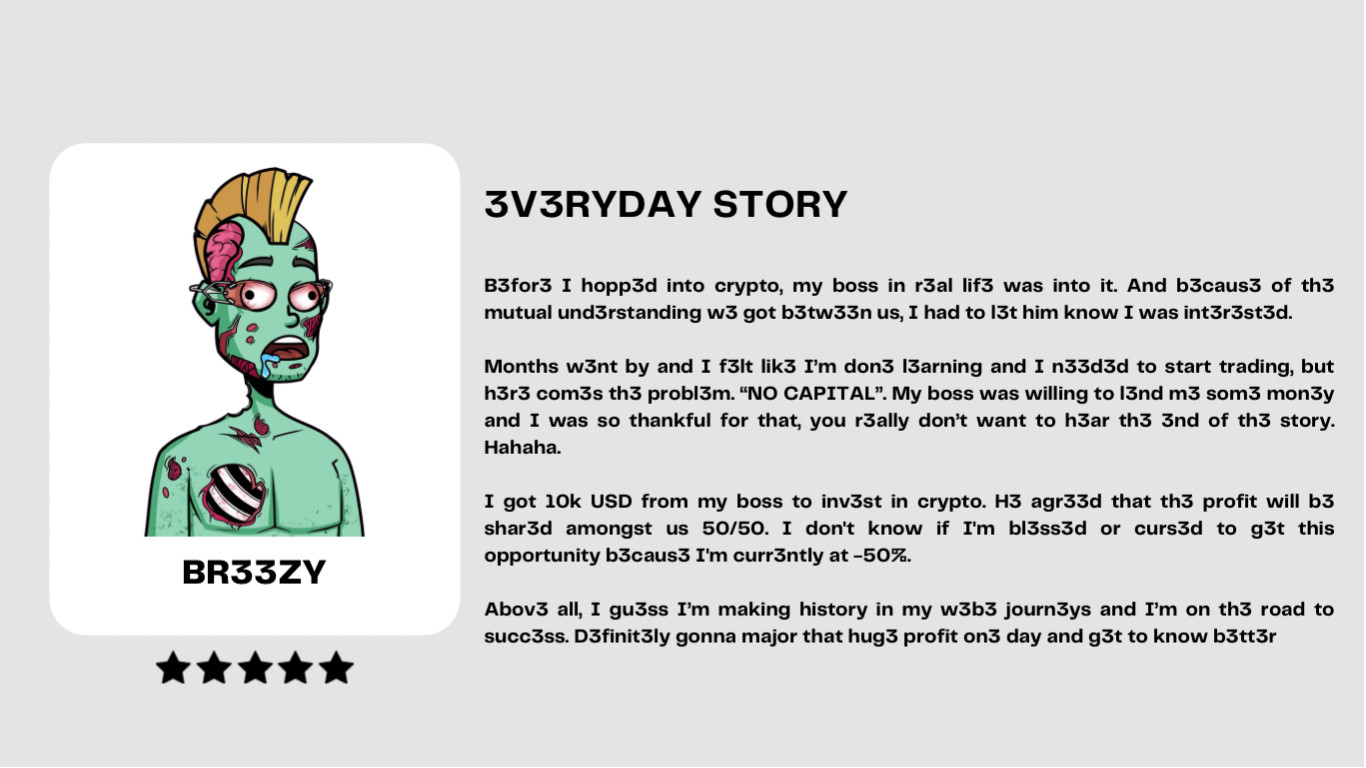 3V3RYDAY STORY
B3for3 I hopp3d into crypto, my boss in r3al lif3 was into it. And b3caus3 of th3
mutual und3rstanding w3 got b3tw33n us, I had to l3t him know I was int3r3st3d.
Months w3nt by and I f3lt lik3 I’m don3 l3arning and I n33d3d to start trading, but
h3r3 com3s th3 probl3m. “NO CAPITAL”. My boss was willing to l3nd m3 som3 mon3y
and I was so thankful for that, you r3ally don’t want to h3ar th3 3nd of th3 story.
Hahaha.
I got 10k USD from my boss to inv3st in crypto. H3 agr33d that th3 profit will b3
shar3d amongst us 50/50. I don't know if I'm bl3ss3d or curs3d to g3t this
opportunity b3caus3 I'm curr3ntly at -50%.
Abov3 all, I gu3ss I’m making history in my w3b3 journ3ys and I’m on th3 road to
succ3ss. D3finit3ly gonna major that hug3 profit on3 day and g3t to know b3tt3r
BR33ZY